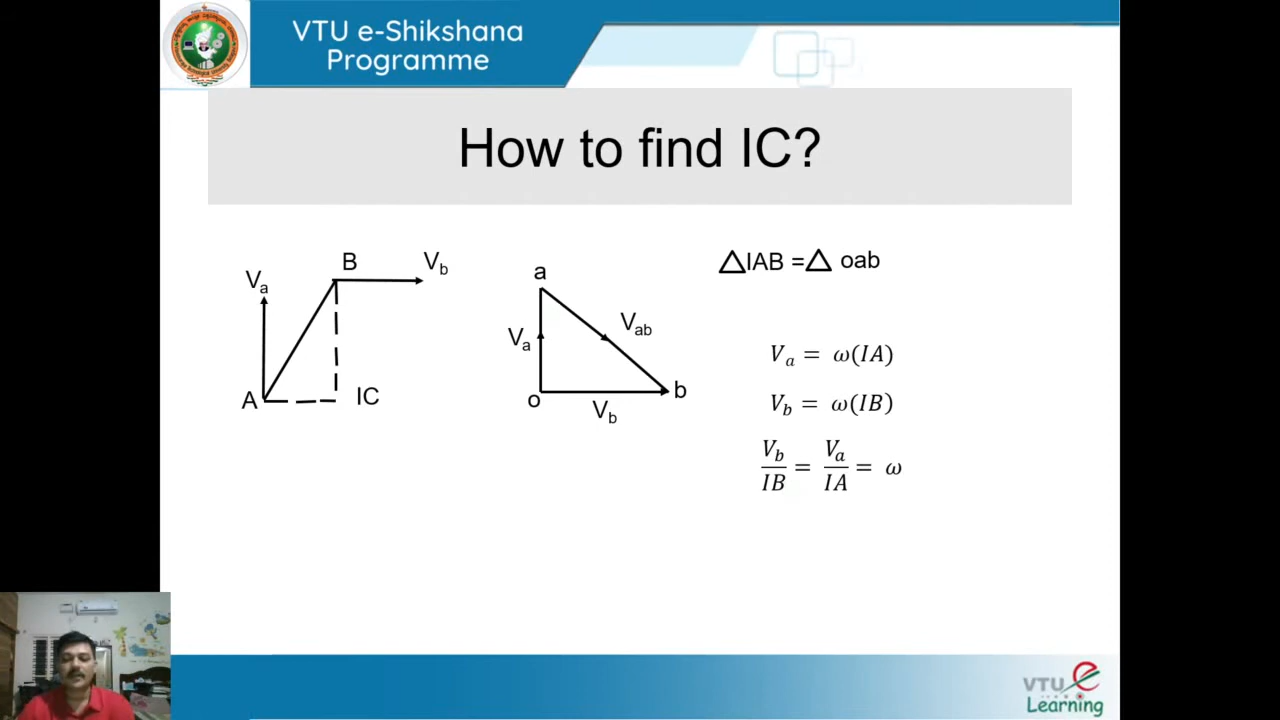 VTU e-Shikshana
Programme
How to find IC?
V_a
B
V_b
A
IC
a
V_a
V_ab
o
b
V_b
△IAB =△ oab
V_a = ω(IA)
V_b = ω(IB)
V_b/IB = V_a/IA = ω
VTU e
Learning